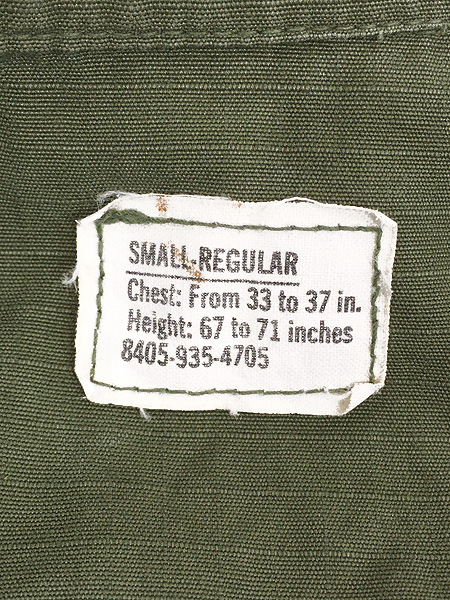 SMALL-REGULAR
Chest: From 33 to 37 in.
Height: 67 to 71 inches
8405-935-4705